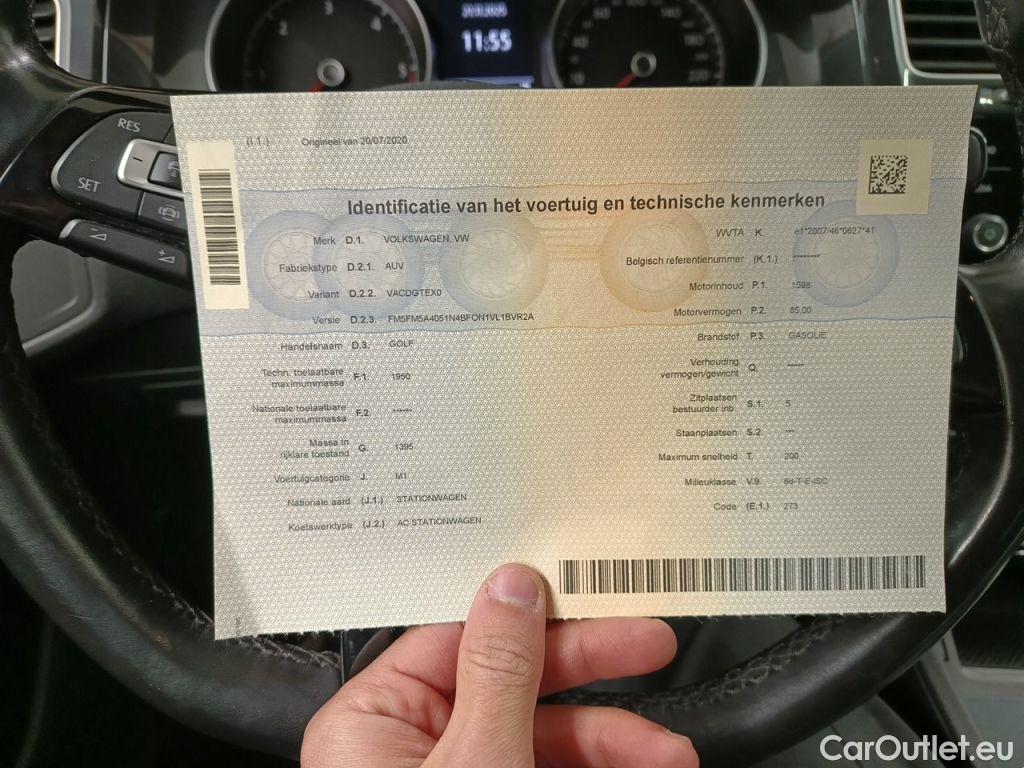 11:55
RES
SET
(I.1.) Origineel van 20/07/2020
Identificatie van het voertuig en technische kenmerken
Merk D.1. VOLKSWAGEN, VW
Fabriekstype D.2.1. AUV
Variant D.2.2. VACDGTEX0
Versie D.2.3. FM5FM5A4051N4BFON1VL1BVR2A
Handelsnaam D.3. GOLF
Techn. toelaatbare
maximummassa F.1. 1950
Nationale toelaatbare
maximummassa F.2. ******
Massa in
rijklare toestand G. 1395
Voertuigcategorie J. M1
Nationale aard (J.1.) STATIONWAGEN
Koetswerktype (J.2.) AC STATIONWAGEN
WVTA K. e1*2007/46*0627*41
Belgisch referentienummer (K.1.) ********
Motorinhoud P.1. 1598
Motorvermogen P.2. 85,00
Brandstof P.3. GASOLIE
Verhouding
vermogen/gewicht Q. *****
Zitplaatsen
bestuurder inb. S.1. 5
Staanplaatsen S.2. ***
Maximum snelheid T. 200
Milieuklasse V.9. 6d-T-E-ISC
Code (E.1.) 273
CarOutlet.eu